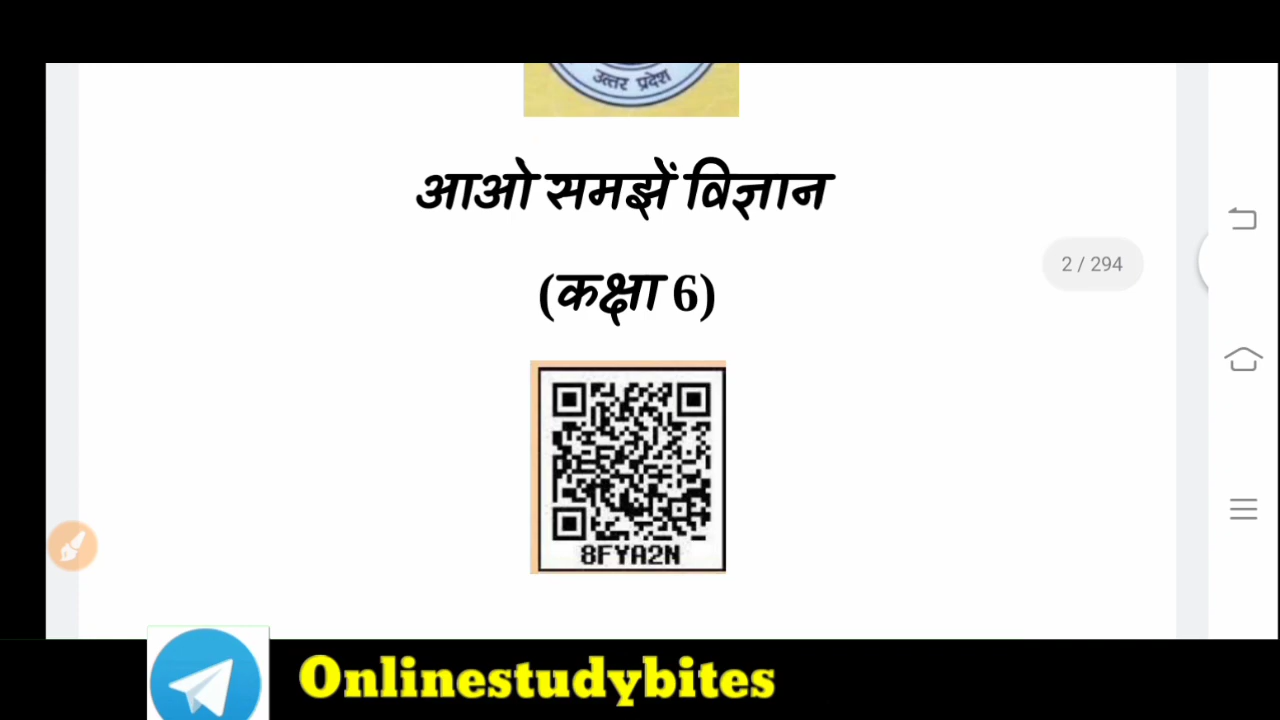 उत्तर प्रदेश
आओ समझें विज्ञान
(कक्षा 6)
2 / 294
8FYA2N
Onlinestudybites